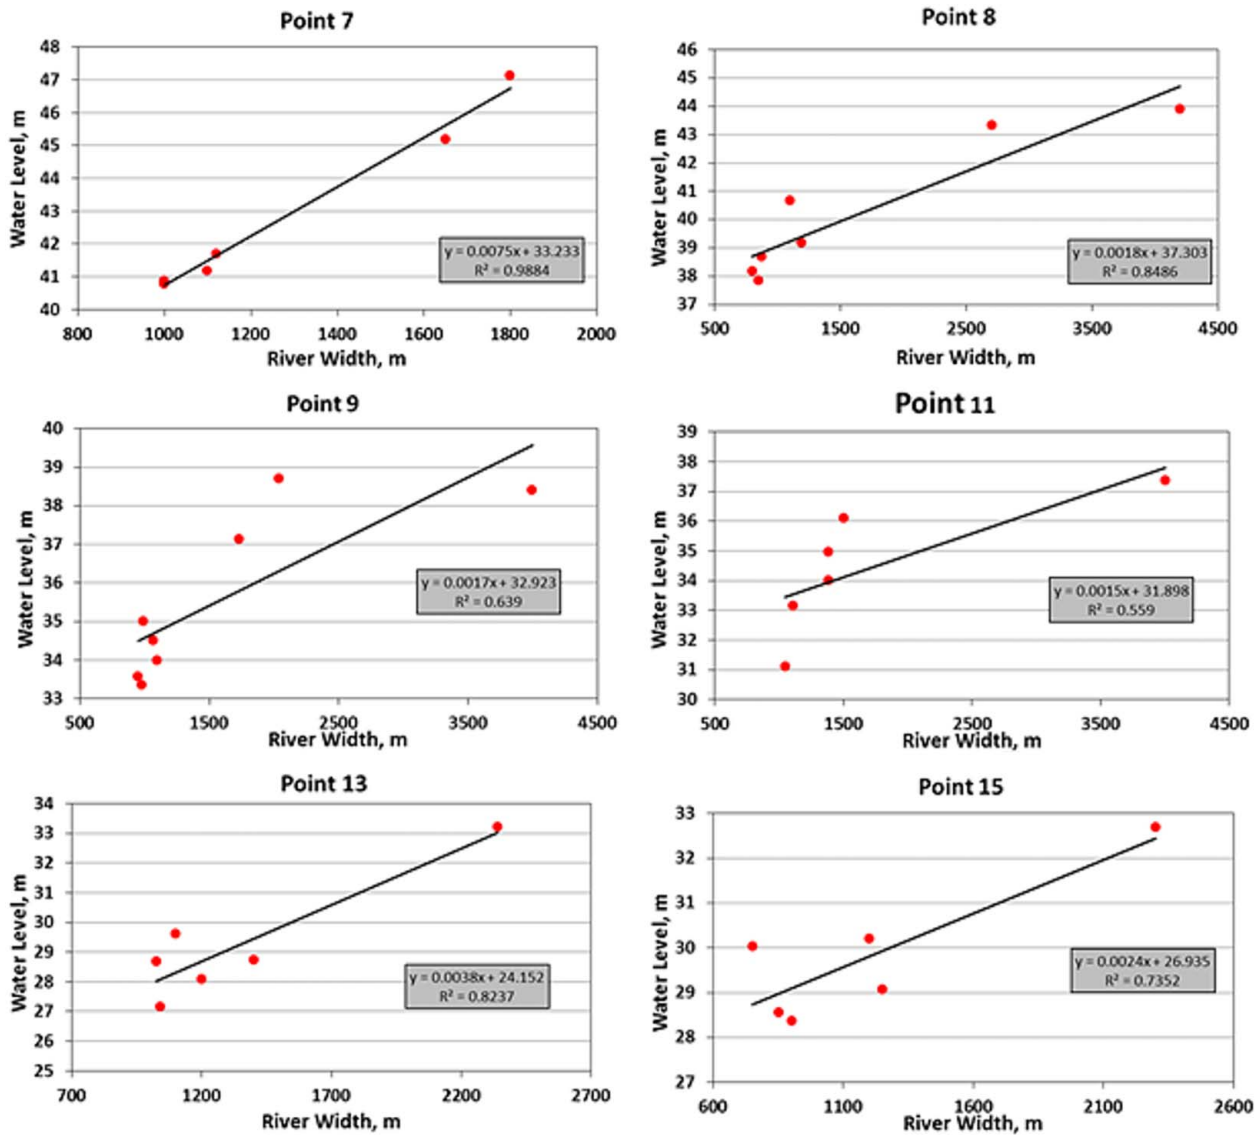 Point 7
48
47
46
45
44
43
42
41
40
Water Level, m
y = 0.0075x + 33.233
R² = 0.9884
800 1000 1200 1400 1600 1800 2000
River Width, m
Point 8
46
45
44
43
42
41
40
39
38
37
Water Level, m
y = 0.0018x + 37.303
R² = 0.8486
500 1500 2500 3500 4500
River Width, m
Point 9
40
39
38
37
36
35
34
33
Water Level, m
y = 0.0017x + 32.923
R² = 0.639
500 1500 2500 3500 4500
River Width, m
Point 11
39
38
37
36
35
34
33
32
31
30
Water Level, m
y = 0.0015x + 31.898
R² = 0.559
500 1500 2500 3500 4500
River Width, m
Point 13
34
33
32
31
30
29
28
27
26
25
Water Level, m
y = 0.0038x + 24.152
R² = 0.8237
700 1200 1700 2200 2700
River Width, m
Point 15
33
32
31
30
29
28
27
Water Level, m
y = 0.0024x + 26.935
R² = 0.7352
600 1100 1600 2100 2600
River Width, m